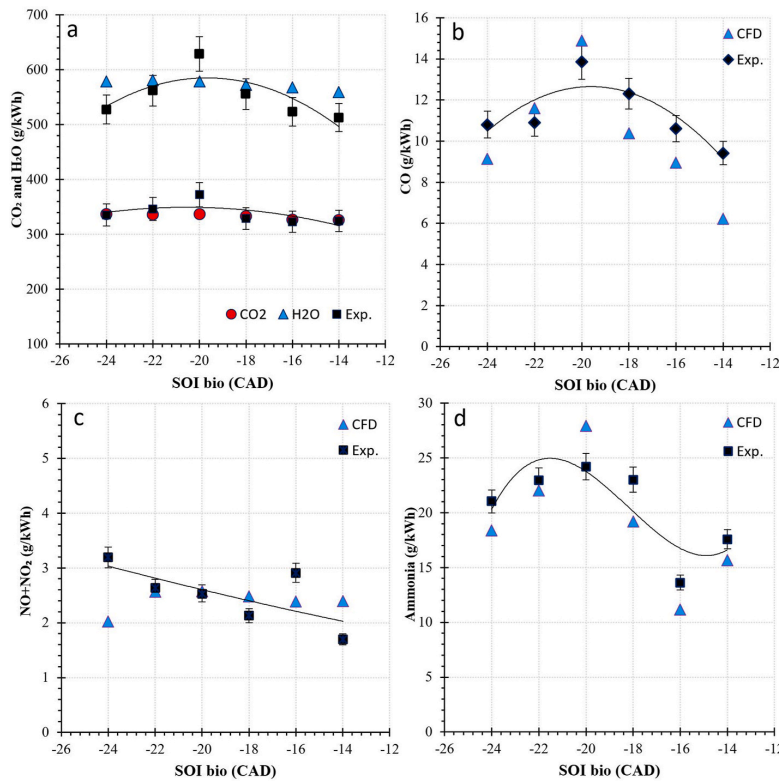 a
700
600
500
400
300
200
100
CO₂ and H₂O (g/kWh)
CO2 H2O Exp.
-26 -24 -22 -20 -18 -16 -14 -12
SOI bio (CAD)
b
CFD
Exp.
16
14
12
10
8
6
4
2
0
CO (g/kWh)
-26 -24 -22 -20 -18 -16 -14 -12
SOI bio (CAD)
c
CFD
Exp.
6
5
4
3
2
1
0
NO+NO₂ (g/kWh)
-26 -24 -22 -20 -18 -16 -14 -12
SOI bio (CAD)
d
CFD
Exp.
30
25
20
15
10
5
0
Ammonia (g/kWh)
-26 -24 -22 -20 -18 -16 -14 -12
SOI bio (CAD)